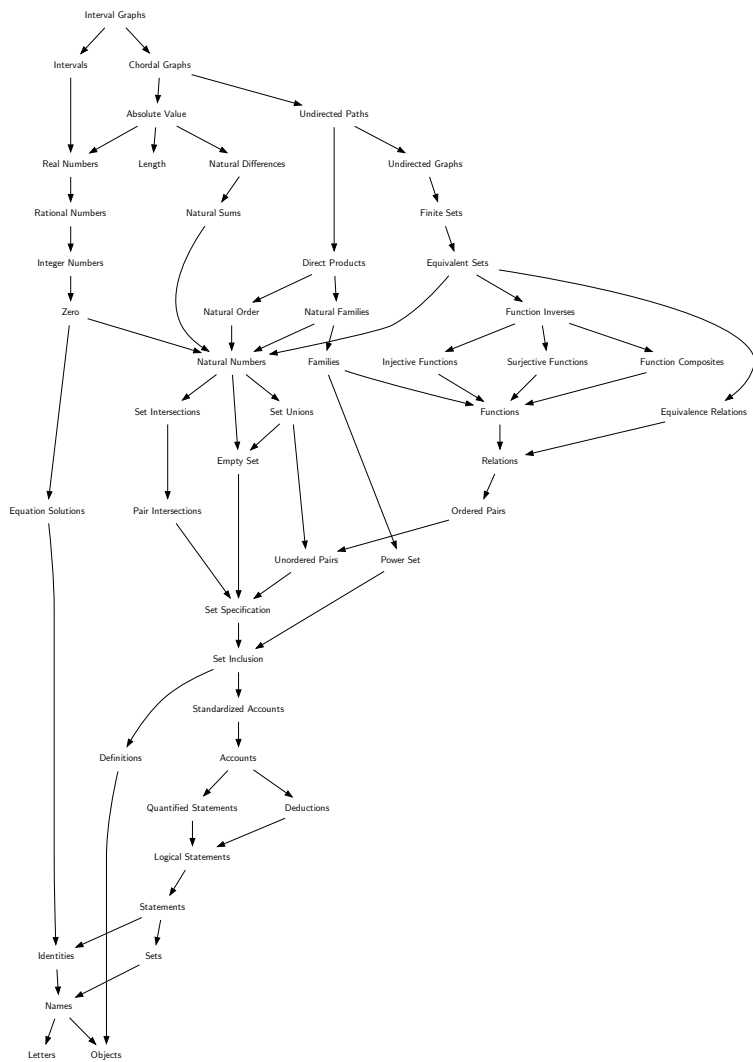 Interval Graphs
Intervals
Chordal Graphs
Absolute Value
Undirected Paths
Real Numbers
Length
Natural Differences
Undirected Graphs
Rational Numbers
Natural Sums
Finite Sets
Integer Numbers
Direct Products
Equivalent Sets
Zero
Natural Order
Natural Families
Function Inverses
Natural Numbers
Families
Injective Functions
Surjective Functions
Function Composites
Set Intersections
Set Unions
Functions
Equivalence Relations
Empty Set
Relations
Equation Solutions
Pair Intersections
Ordered Pairs
Unordered Pairs
Power Set
Set Specification
Set Inclusion
Standardized Accounts
Definitions
Accounts
Quantified Statements
Deductions
Logical Statements
Statements
Identities
Sets
Names
Letters
Objects